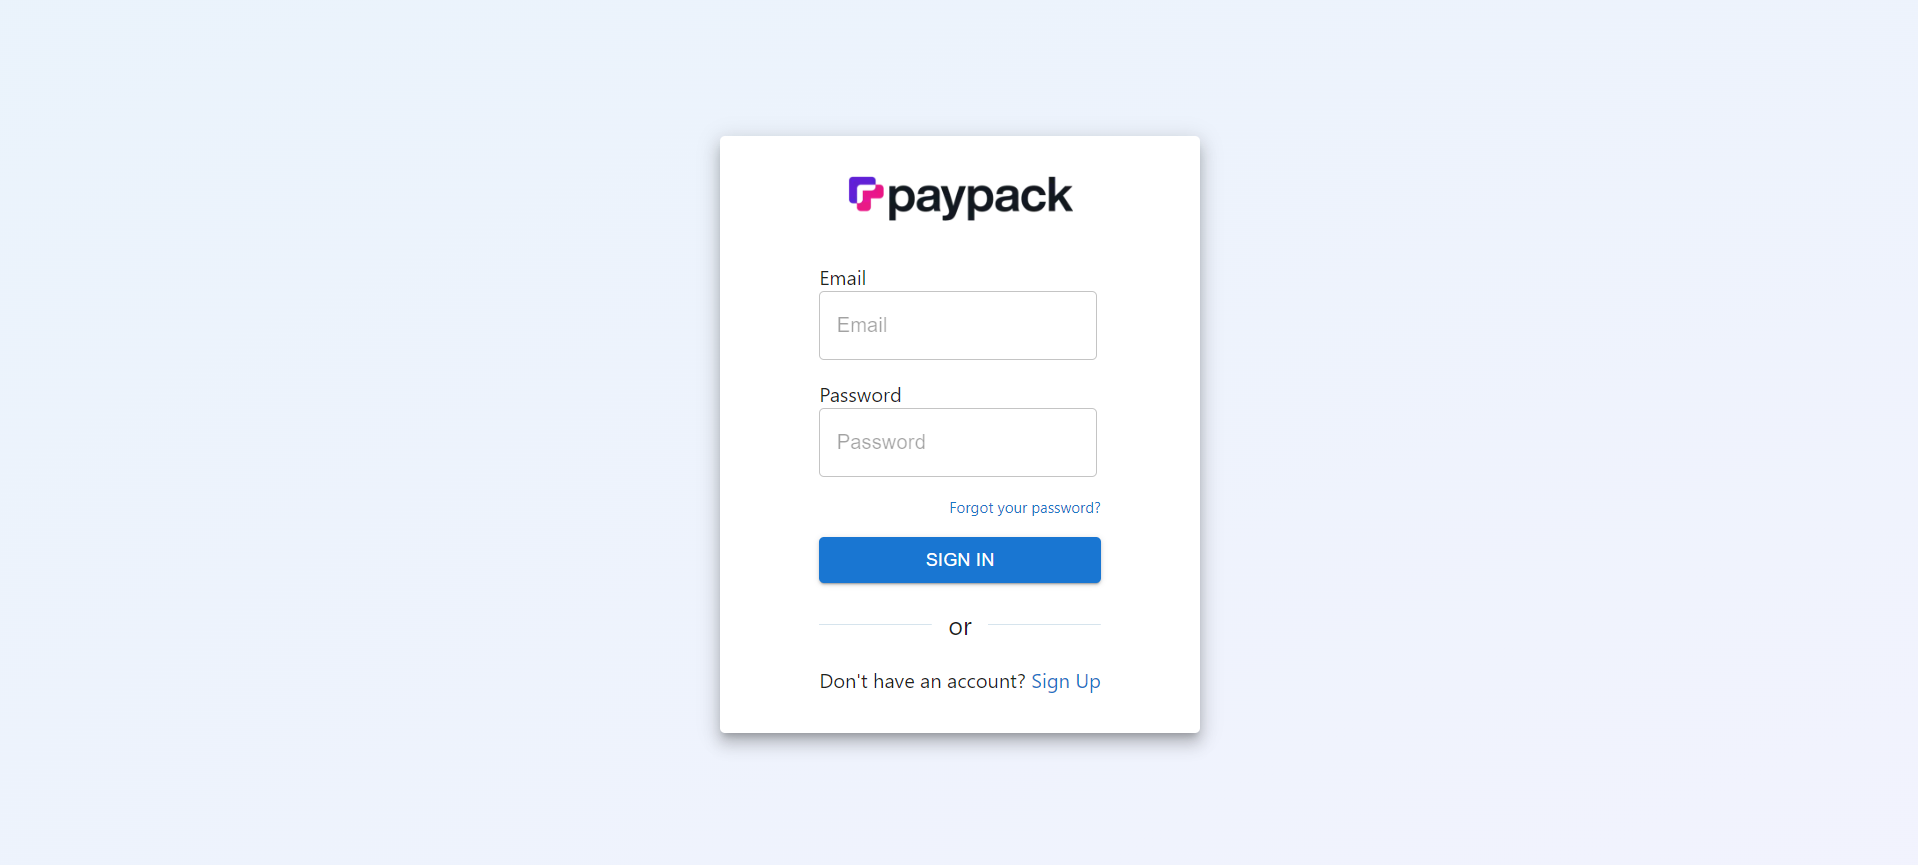 paypack
Email
Email
Password
Password
Forgot your password?
SIGN IN
or
Don't have an account? Sign Up